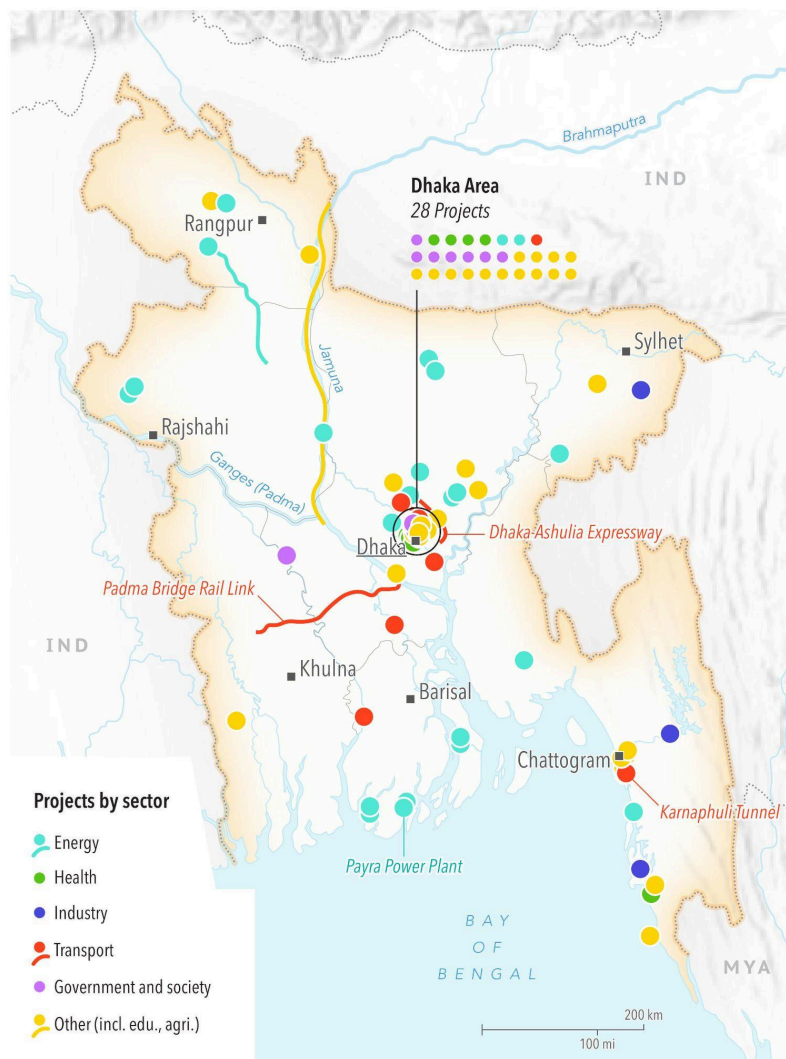 Brahmaputra
IND
Dhaka Area
28 Projects
Rangpur
Sylhet
Jamuna
Rajshahi
Ganges (Padma)
Dhaka
Dhaka-Ashulia Expressway
Padma Bridge Rail Link
IND
Khulna
Barisal
Chattogram
Karnaphuli Tunnel
Payra Power Plant
Projects by sector
Energy
Health
Industry
Transport
Government and society
Other (incl. edu., agri.)
BAY
OF
BENGAL
MYA
200 km
100 mi